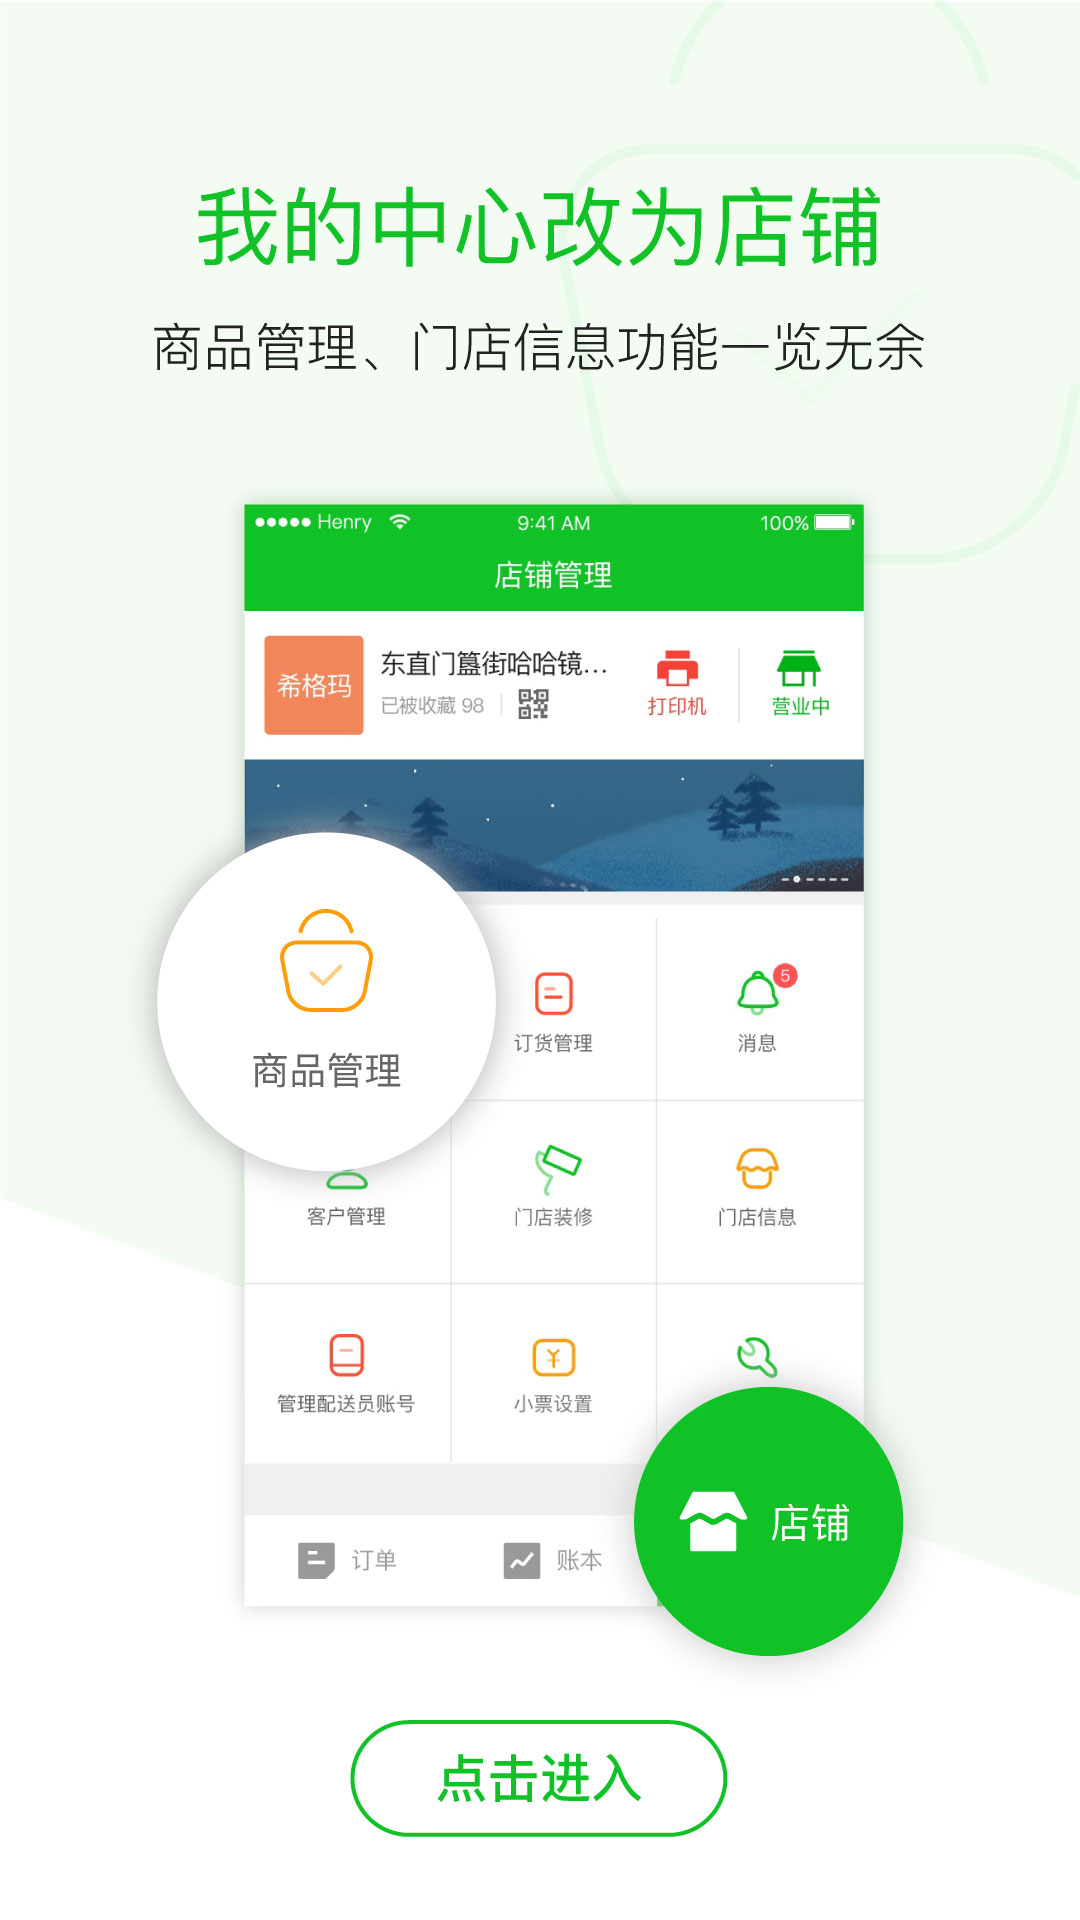 我的中心改为店铺
商品管理、门店信息功能一览无余
Henry 9:41 AM 100%
店铺管理
希格玛
东直门簋街哈哈镜...
已被收藏 98
打印机
营业中
商品管理
订货管理
5
消息
客户管理
门店装修
门店信息
管理配送员账号
¥
小票设置
订单
账本
店铺
点击进入